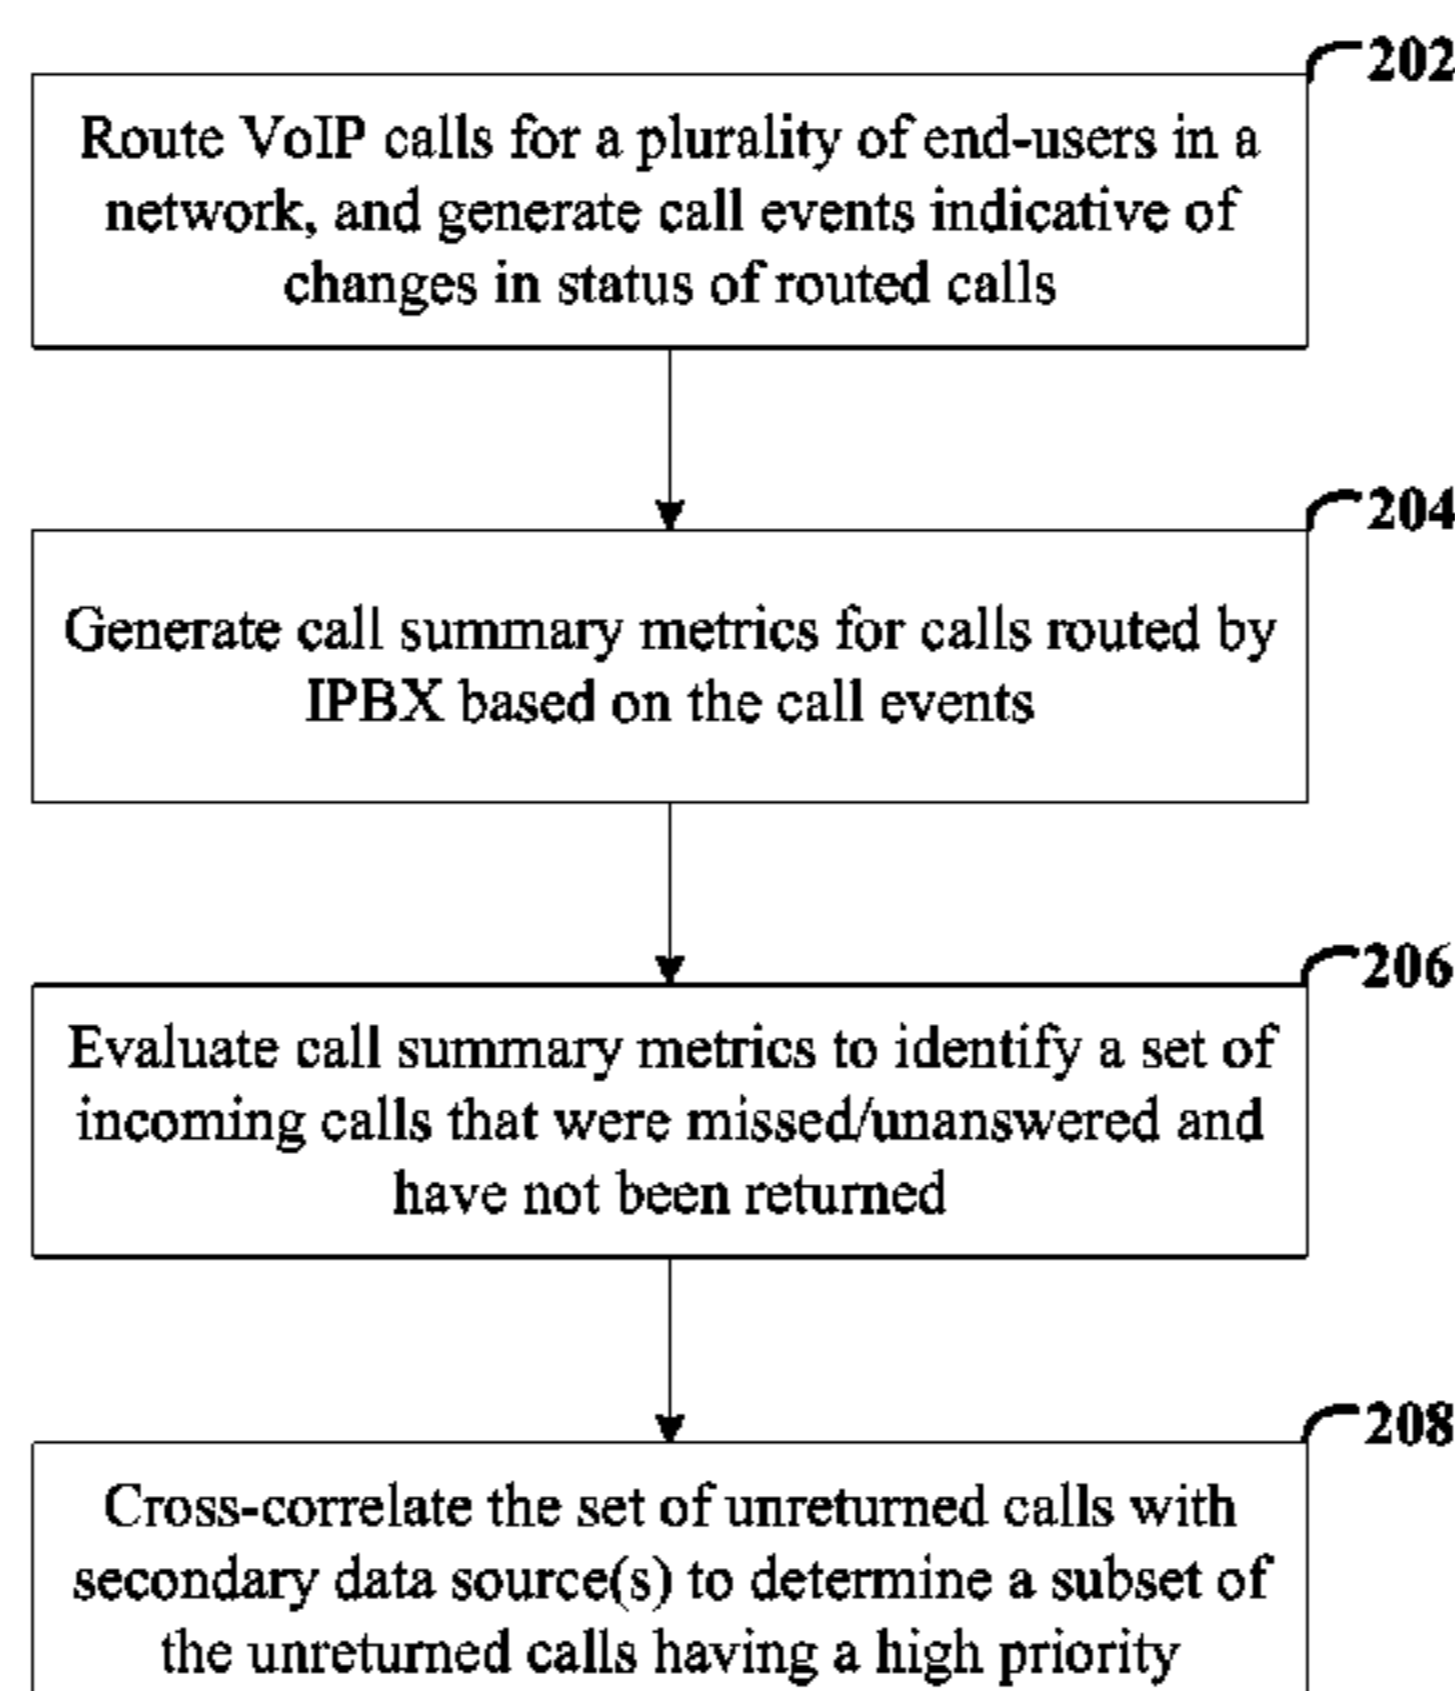 202
Route VoIP calls for a plurality of end-users in a
network, and generate call events indicative of
changes in status of routed calls
204
Generate call summary metrics for calls routed by
IPBX based on the call events
206
Evaluate call summary metrics to identify a set of
incoming calls that were missed/unanswered and
have not been returned
208
Cross-correlate the set of unreturned calls with
secondary data source(s) to determine a subset of
the unreturned calls having a high priority